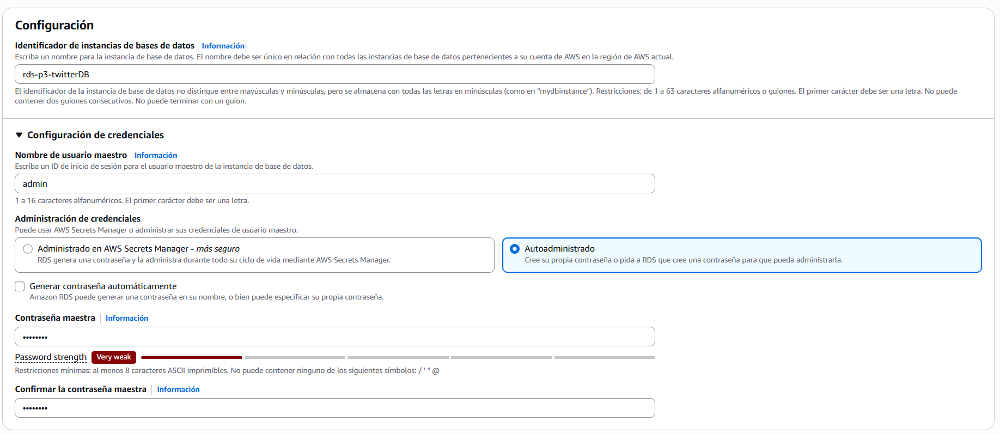 Configuración
Identificador de instancias de bases de datos Información
Escriba un nombre para la instancia de base de datos. El nombre debe ser único en relación con todas las instancias de base de datos pertenecientes a su cuenta de AWS en la región de AWS actual.
rds-p3-twitterDB
El identificador de la instancia de base de datos no distingue entre mayúsculas y minúsculas, pero se almacena con todas las letras en minúsculas (como en “mydbinstance”). Restricciones: de 1 a 63 caracteres alfanuméricos o guiones. El primer carácter debe ser una letra. No puede
contener dos guiones consecutivos. No puede terminar con un guion.
Configuración de credenciales
Nombre de usuario maestro Información
Escriba un ID de inicio de sesión para el usuario maestro de la instancia de base de datos.
admin
1 a 16 caracteres alfanuméricos. El primer carácter debe ser una letra.
Administración de credenciales
Puede usar AWS Secrets Manager o administrar sus credenciales de usuario maestro.
Administrado en AWS Secrets Manager - más seguro
RDS genera una contraseña y la administra durante todo su ciclo de vida mediante AWS Secrets Manager.
Autoadministrado
Cree su propia contraseña o pida a RDS que cree una contraseña para que pueda administrarla.
Generar contraseña automáticamente
Amazon RDS puede generar una contraseña en su nombre, o bien puede especificar su propia contraseña.
Contraseña maestra Información
••••••••
Password strength Very weak
Restricciones mínimas: al menos 8 caracteres ASCII imprimibles. No puede contener ninguno de los siguientes símbolos: / ' " @
Confirmar la contraseña maestra Información
••••••••